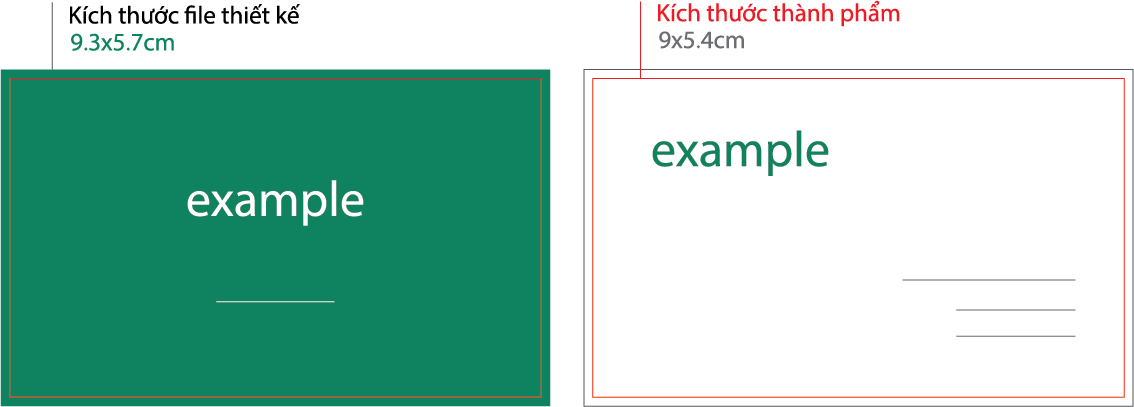 Kích thước file thiết kế
9.3x5.7cm
Kích thước thành phẩm
9x5.4cm
example
example